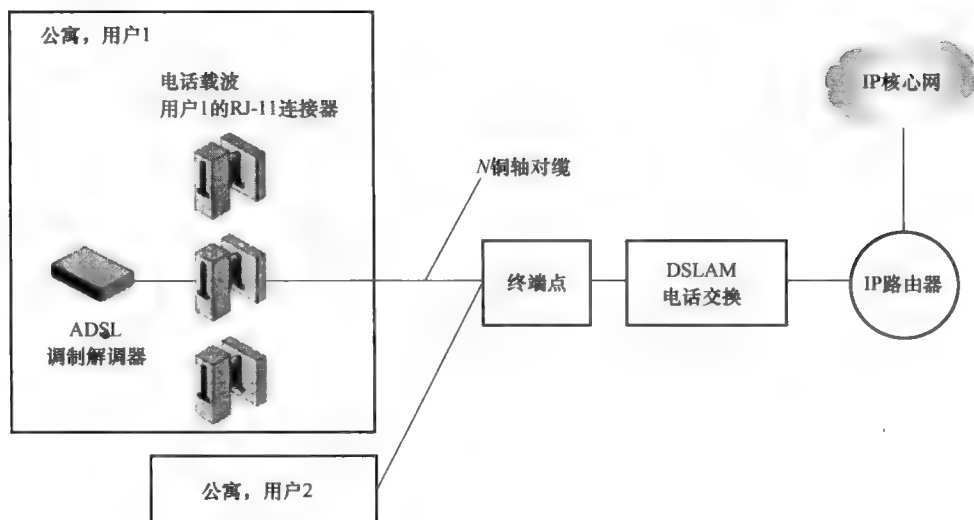 公寓，用户1
电话载波
用户1的RJ-11连接器
ADSL
调制解调器
N铜轴对缆
终端点
DSLAM
电话交换
IP路由器
IP核心网
公寓，用户2